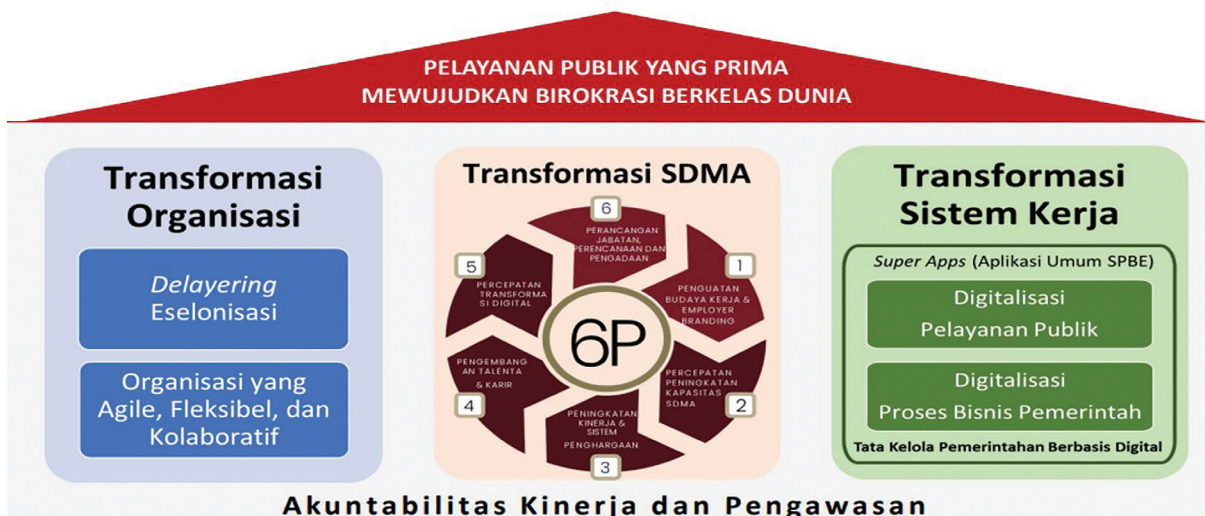 PELAYANAN PUBLIK YANG PRIMA
MEWUJUDKAN BIROKRASI BERKELAS DUNIA
Transformasi
Organisasi
Delayering
Eselonisasi
Organisasi yang
Agile, Fleksibel, dan
Kolaboratif
Transformasi SDMA
6
PERANCANGAN
JABATAN,
PERENCANAAN DAN
PENGADAAN
1
PENGUATAN
BUDAYA KERJA &
EMPLOYER
BRANDING
2
PERCEPATAN
PENINGKATAN
KAPASITAS
SDMA
3
PENINGKATAN
KINERJA &
SISTEM
PENGHARGAAN
4
PENGEMBANG
AN TALENTA
& KARIR
5
PERCEPATAN
TRANSFORMA
SI DIGITAL
6P
Transformasi
Sistem Kerja
Super Apps (Aplikasi Umum SPBE)
Digitalisasi
Pelayanan Publik
Digitalisasi
Proses Bisnis Pemerintah
Tata Kelola Pemerintahan Berbasis Digital
Akuntabilitas Kinerja dan Pengawasan